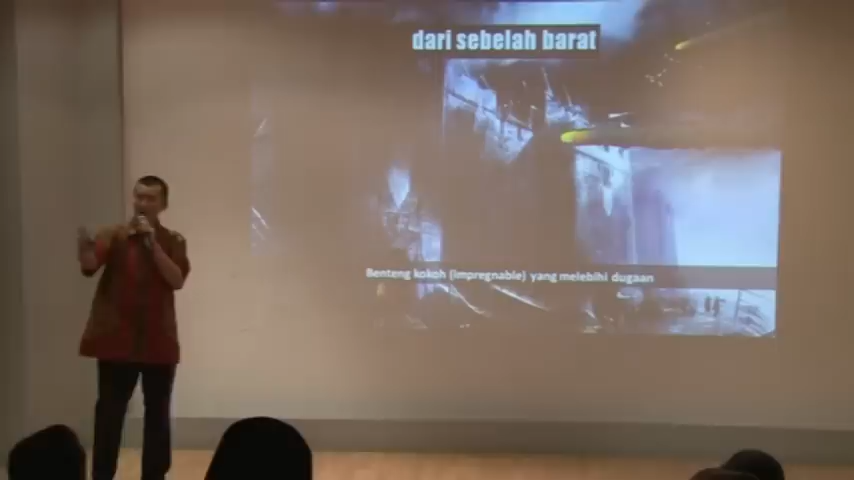 dari sebelah barat
Benteng kokoh (impregnable) yang melebihi dugaan